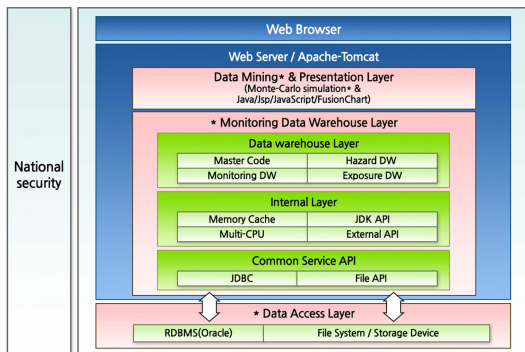 Web Browser
Web Server / Apache-Tomcat
Data Mining* & Presentation Layer
(Monte-Carlo simulation* &
Java/Jsp/JavaScript/FusionChart)
* Monitoring Data Warehouse Layer
Data warehouse Layer
Master Code
Hazard DW
Monitoring DW
Exposure DW
National
security
Internal Layer
Memory Cache
JDK API
Multi-CPU
External API
Common Service API
JDBC
File API
* Data Access Layer
RDBMS(Oracle)
File System / Storage Device